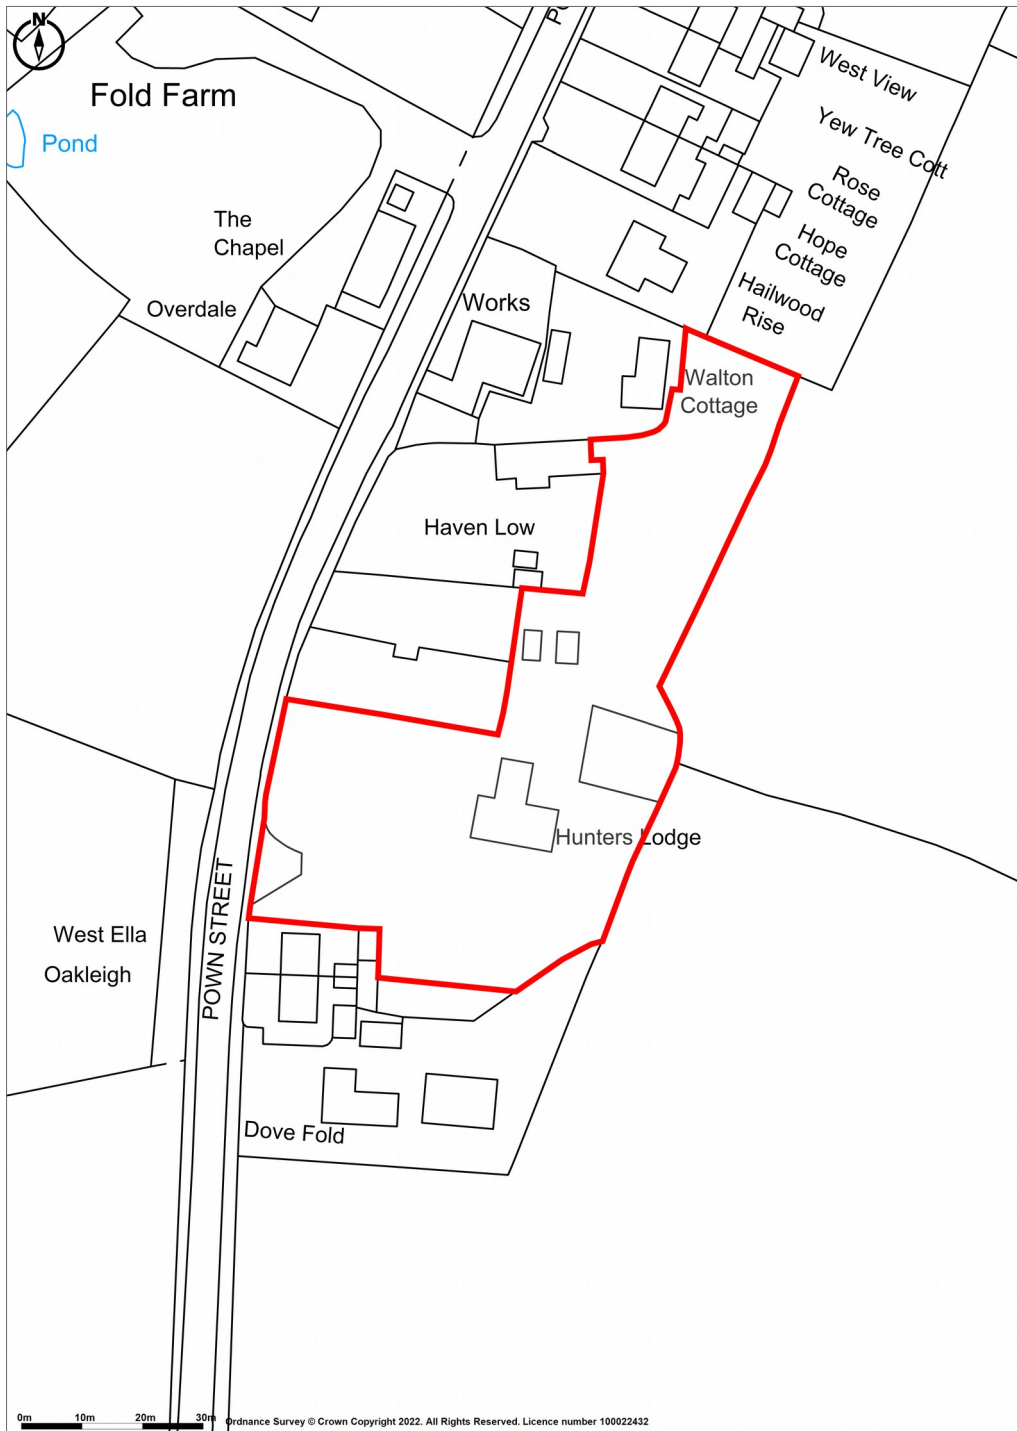 N
Fold Farm
Pond
The
Chapel
Overdale
Works
West View
Yew Tree Cott
Rose
Cottage
Hope
Cottage
Hailwood
Rise
Walton
Cottage
Haven Low
Hunters Lodge
POWN STREET
West Ella
Oakleigh
Dove Fold
0m 10m 20m 30m
Ordnance Survey © Crown Copyright 2022. All Rights Reserved. Licence number 100022432